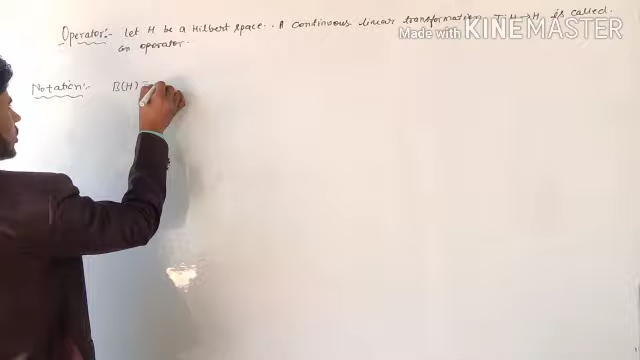 Made with
KINEMASTER
Operator:- Let H be a Hilbert space. A continuous linear transformation T:H→H is called
an operator.
Notation:- B(H) =